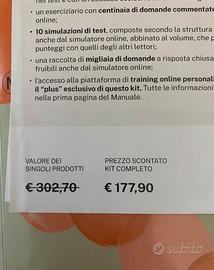 un eserciziario con centinaia di domande commentate
online;
• 10 simulazioni di test, composte secondo la struttura
anche dal simulatore online, abbinato al volume, che p
punteggi con quelli degli altri lettori;
• una raccolta di migliaia di domande a risposta chiusa
fruibili anche dal simulatore online;
• l'accesso alla piattaforma di training online personali
il "plus" esclusivo di questo kit. Tutte le informazioni
nella prima pagina del Manuale.
VALORE DEI
SINGOLI PRODOTTI
€ 302,70
PREZZO SCONTATO
KIT COMPLETO
€ 177,90
subito